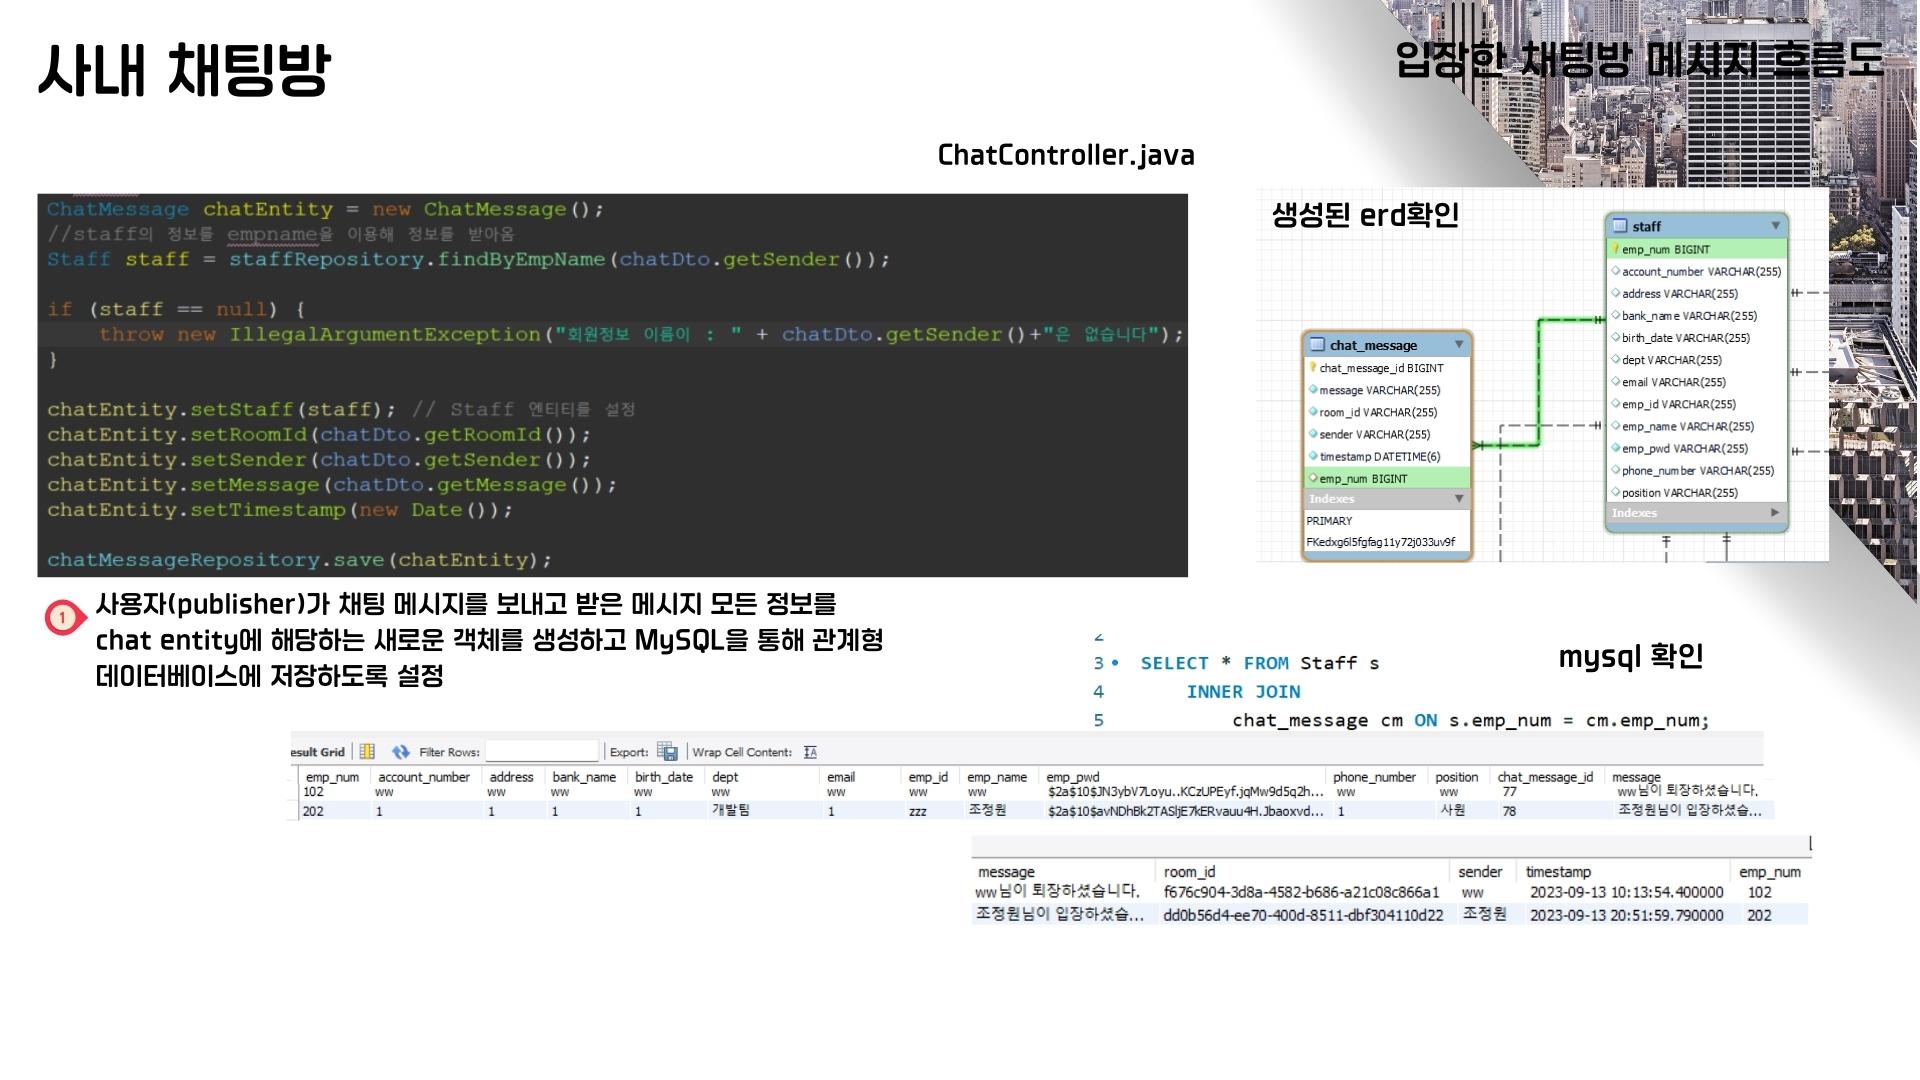 사내 채팅방
입장한 채팅방 메시지 흐름도
ChatController.java
ChatMessage chatEntity = new ChatMessage();
//staff의 정보를 empname을 이용해 정보를 받아옴
Staff staff = staffRepository.findByEmpName(chatDto.getSender());
if (staff == null) {
throw new IllegalArgumentException("회원정보 이름이 : " + chatDto.getSender()+"은 없습니다");
}
chatEntity.setStaff(staff); // Staff 엔티티를 설정
chatEntity.setRoomId(chatDto.getRoomId());
chatEntity.setSender(chatDto.getSender());
chatEntity.setMessage(chatDto.getMessage());
chatEntity.setTimestamp(new Date());
chatMessageRepository.save(chatEntity);
생성된 erd확인
chat_message
chat_message_id BIGINT
message VARCHAR(255)
room_id VARCHAR(255)
sender VARCHAR(255)
timestamp DATETIME(6)
emp_num BIGINT
Indexes
PRIMARY
FKedxg6l5fgfag11y72j033uv9f
staff
emp_num BIGINT
account_number VARCHAR(255)
address VARCHAR(255)
bank_name VARCHAR(255)
birth_date VARCHAR(255)
dept VARCHAR(255)
email VARCHAR(255)
emp_id VARCHAR(255)
emp_name VARCHAR(255)
emp_pwd VARCHAR(255)
phone_number VARCHAR(255)
position VARCHAR(255)
Indexes
1
사용자(publisher)가 채팅 메시지를 보내고 받은 메시지 모든 정보를
chat entity에 해당하는 새로운 객체를 생성하고 MySQL을 통해 관계형
데이터베이스에 저장하도록 설정
mysql 확인
3 SELECT * FROM Staff s
4 INNER JOIN
5 chat_message cm ON s.emp_num = cm.emp_num;
esult Grid Filter Rows: Export: Wrap Cell Content: IA
emp_num account_number address bank_name birth_date dept email emp_id emp_name emp_pwd phone_number position chat_message_id message
102 ww ww ww ww ww ww ww ww $2a$10$JN3ybV7Loyu..KCzUPEyf.jqMw9d5q2h... ww ww 77 ww님이 퇴장하셨습니다.
202 1 1 1 1 개발팀 1 zzz 조정원 $2a$10$avNDhBk2TASljE7kERvauu4H.Jbaoxvd... 1 사원 78 조정원님이 입장하셨습...
message room_id sender timestamp emp_num
ww님이 퇴장하셨습니다. f676c904-3d8a-4582-b686-a21c08c866a1 ww 2023-09-13 10:13:54.400000 102
조정원님이 입장하셨습... dd0b56d4-ee70-400d-8511-dbf304110d22 조정원 2023-09-13 20:51:59.790000 202